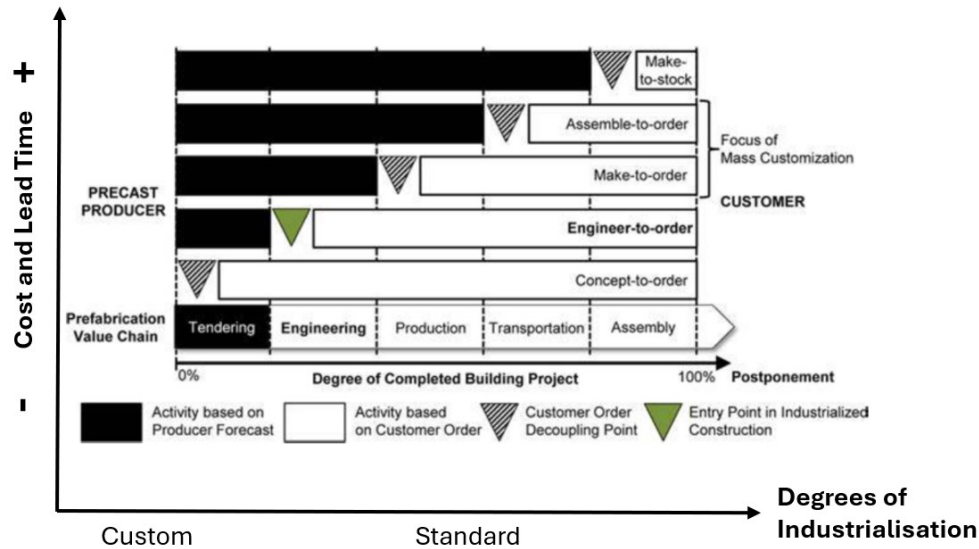 +
Cost and Lead Time
-
Make-
to-stock
Assemble-to-order
Focus of
Mass Customization
Make-to-order
PRECAST
PRODUCER
CUSTOMER
Engineer-to-order
Concept-to-order
Prefabrication
Value Chain
Tendering
Engineering
Production
Transportation
Assembly
0%
Degree of Completed Building Project
100%
Postponement
Activity based on
Producer Forecast
Activity based
on Customer Order
Customer Order
Decoupling Point
Entry Point in Industrialized
Construction
Custom
Standard
Degrees of
Industrialisation